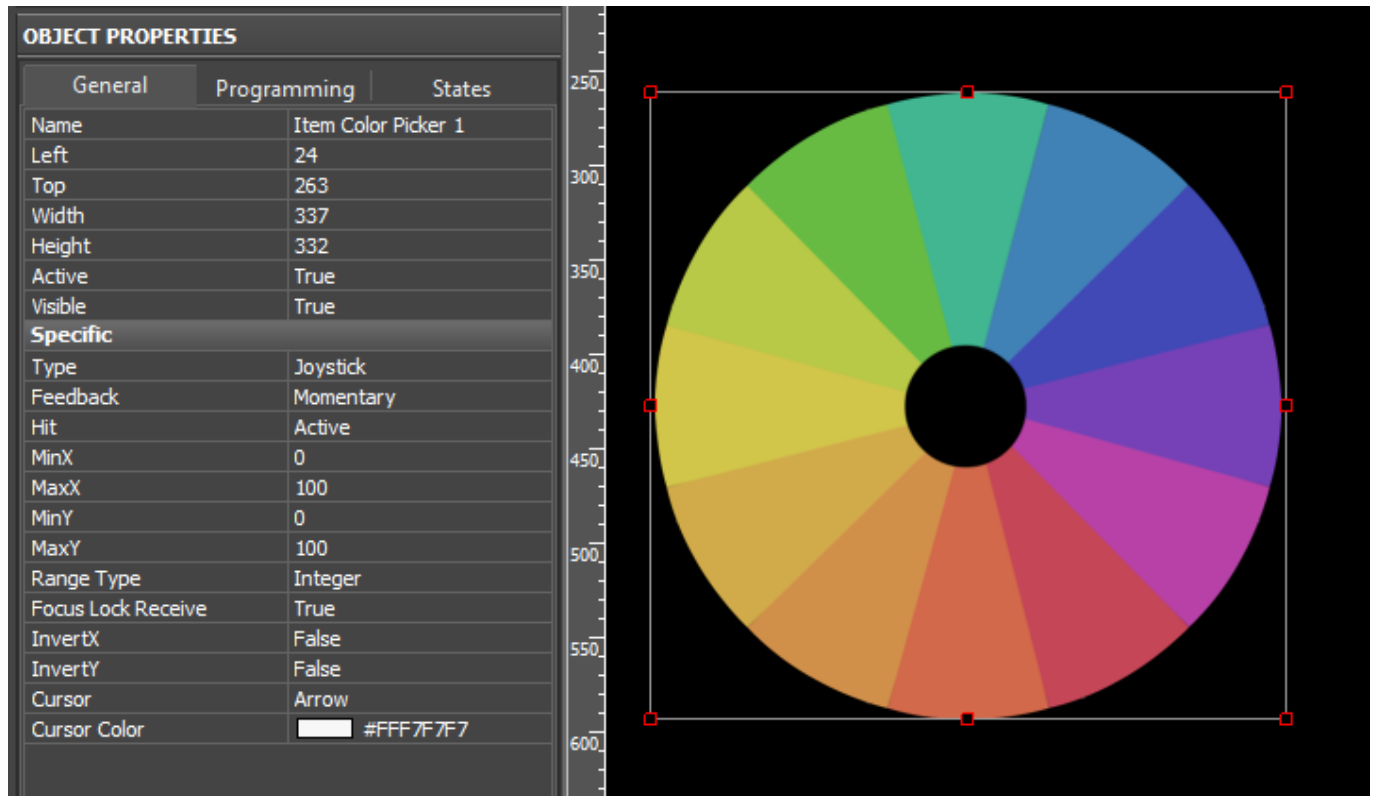 OBJECT PROPERTIES
General Programming States
Name Item Color Picker 1
Left 24
Top 263
Width 337
Height 332
Active True
Visible True
Specific
Type Joystick
Feedback Momentary
Hit Active
MinX 0
MaxX 100
MinY 0
MaxY 100
Range Type Integer
Focus Lock Receive True
InvertX False
InvertY False
Cursor Arrow
Cursor Color #FFF7F7F7
250
300
350
400
450
500
550
600